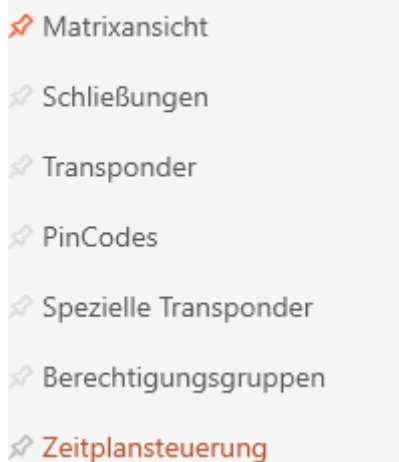 Matrixansicht
Schließungen
Transponder
PinCodes
Spezielle Transponder
Berechtigungsgruppen
Zeitplansteuerung